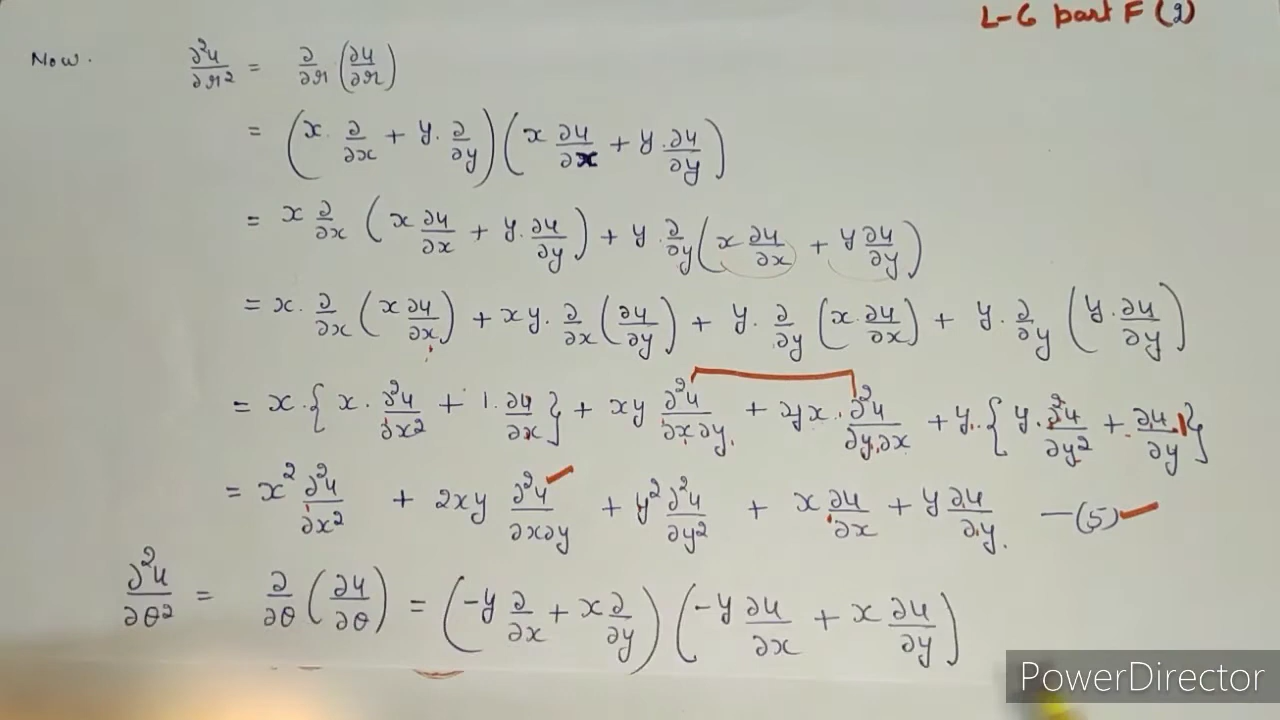 L-6 part F (2)
Now. ∂²u/∂r² = ∂/∂r (∂u/∂r)
= (x. ∂/∂x + y. ∂/∂y) (x ∂u/∂x + y. ∂u/∂y)
= x ∂/∂x (x ∂u/∂x + y. ∂u/∂y) + y. ∂/∂y (x ∂u/∂x + y ∂u/∂y)
= x. ∂/∂x (x ∂u/∂x) + xy. ∂/∂x (∂u/∂y) + y. ∂/∂y (x. ∂u/∂x) + y. ∂/∂y (y. ∂u/∂y)
= x. {x. ∂²u/∂x² + 1. ∂u/∂x} + xy ∂²u/∂x∂y + yx. ∂²u/∂y∂x + y. {y. ∂²u/∂y² + ∂u/∂y 1}
= x² ∂²u/∂x² + 2xy ∂²u/∂x∂y + y² ∂²u/∂y² + x ∂u/∂x + y ∂u/∂y. —(5)
∂²u/∂θ² = ∂/∂θ (∂u/∂θ) = (-y ∂/∂x + x ∂/∂y) (-y ∂u/∂x + x ∂u/∂y)
PowerDirector